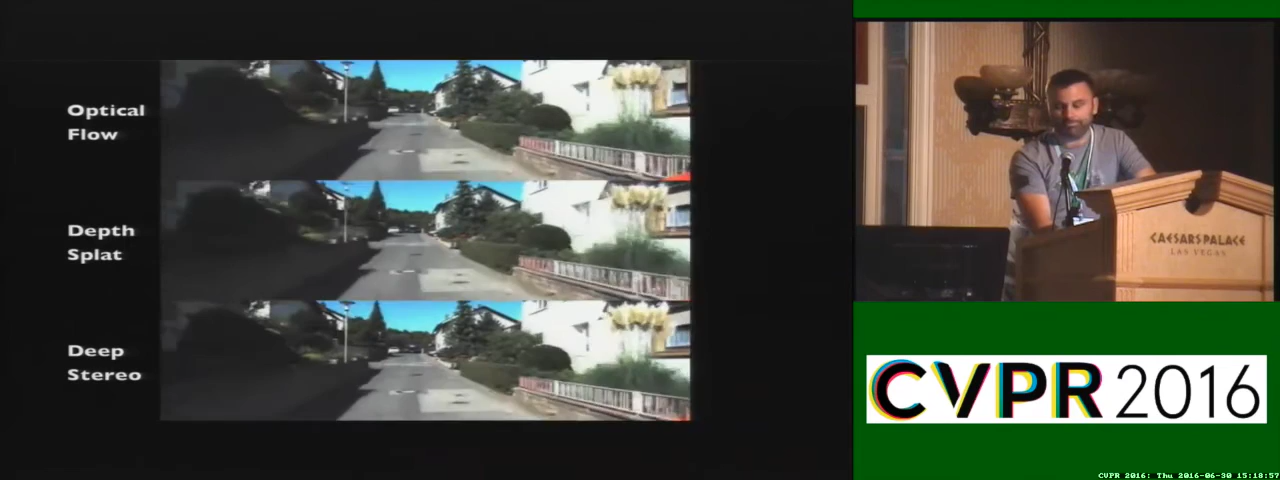 Optical
Flow
Depth
Splat
Deep
Stereo
CAESARS PALACE
LAS VEGAS
CVPR 2016
CVPR 2016: Thu 2016-06-30 15:18:57